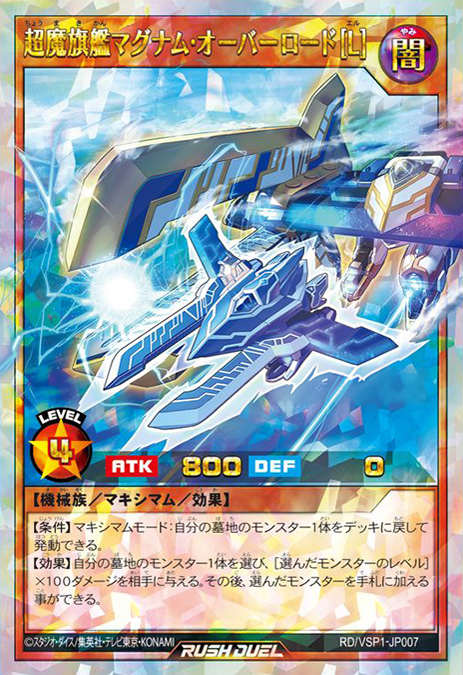 超魔旗艦マグナム・オーバーロード[L]
闇
LEVEL
4
ATK 800 DEF 0
【機械族／マキシマム／効果】
【条件】マキシマムモード:自分の墓地のモンスター1体をデッキに戻して
発動できる。
【効果】自分の墓地のモンスター1体を選び、[選んだモンスターのレベル]
×100ダメージを相手に与える。その後、選んだモンスターを手札に加える
事ができる。
©スタジオ・ダイス/集英社・テレビ東京・KONAMI
RUSH DUEL
RD/VSP1-JP007